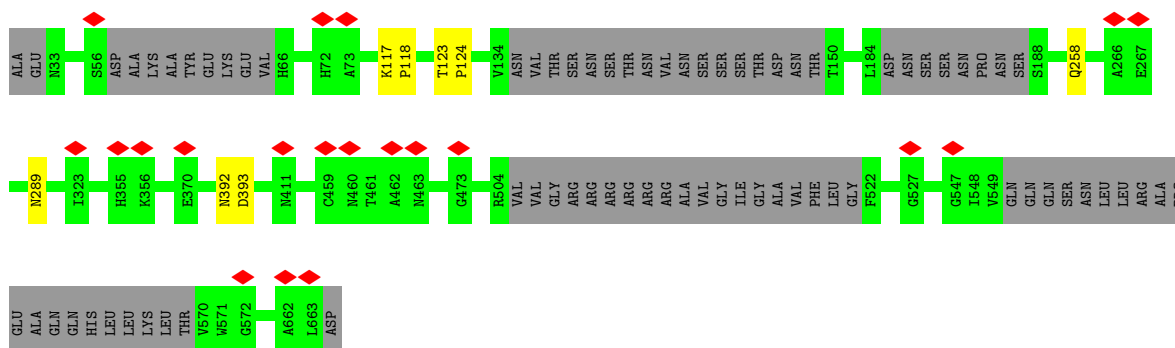 ALA GLU N33 S56 ASP ALA LYS ALA TYR GLU LYS GLU VAL H66 H72 A73 K117 P118 T123 P124 V134 ASN VAL THR SER ASN SER THR ASN VAL ASN SER SER SER THR ASP ASN THR T150 L184 ASP ASN SER SER ASN PRO ASN SER S188 Q258 A266 E267
N289 I323 H355 K356 E370 N392 D393 N411 C459 N460 T461 A462 N463 G473 R504 VAL VAL GLY ARG ARG ARG ARG ARG ALA VAL GLY ILE GLY ALA VAL PHE LEU GLY F522 G527 G547 I548 V549 GLN GLN GLN SER ASN LEU LEU ARG ALA
GLU ALA GLN GLN HIS LEU LEU LYS LEU THR V570 W571 G572 A662 L663 ASP